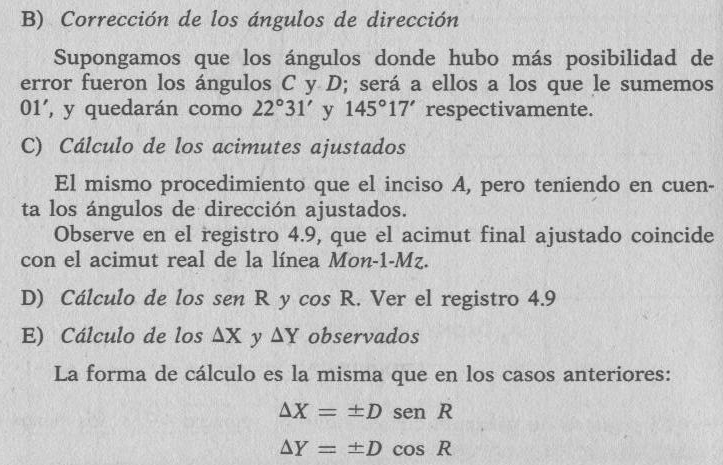 B) Corrección de los ángulos de dirección
Supongamos que los ángulos donde hubo más posibilidad de
error fueron los ángulos C y D; será a ellos a los que le sumemos
01′, y quedarán como 22°31′ y 145°17′ respectivamente.
C) Cálculo de los acimutes ajustados
El mismo procedimiento que el inciso A, pero teniendo en cuen-
ta los ángulos de dirección ajustados.
Observe en el registro 4.9, que el acimut final ajustado coincide
con el acimut real de la línea Mon-1-Mz.
D) Cálculo de los sen R y cos R. Ver el registro 4.9
E) Cálculo de los ΔX y ΔY observados
La forma de cálculo es la misma que en los casos anteriores:
ΔX = ±D sen R
ΔY = ±D cos R